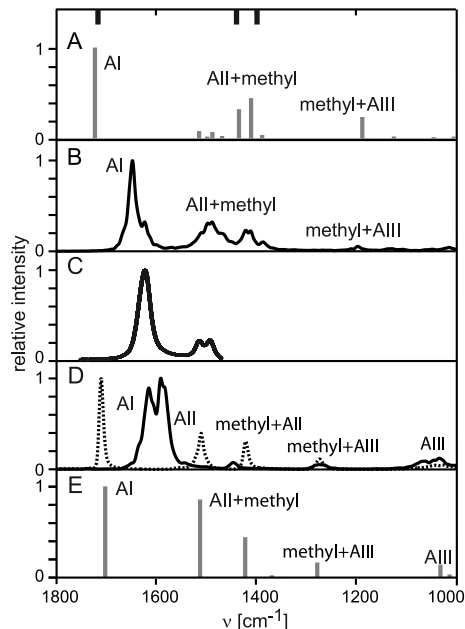 A
1
AI
AII+methyl
methyl+AIII
0
B
1
AI
AII+methyl
methyl+AIII
0
C
1
0
relative intensity
D
1
AI
AII
methyl+AII
methyl+AIII
AIII
0
E
1
AI
AII+methyl
methyl+AIII
AIII
0
1800 1600 1400 1200 1000
ν [cm-1]